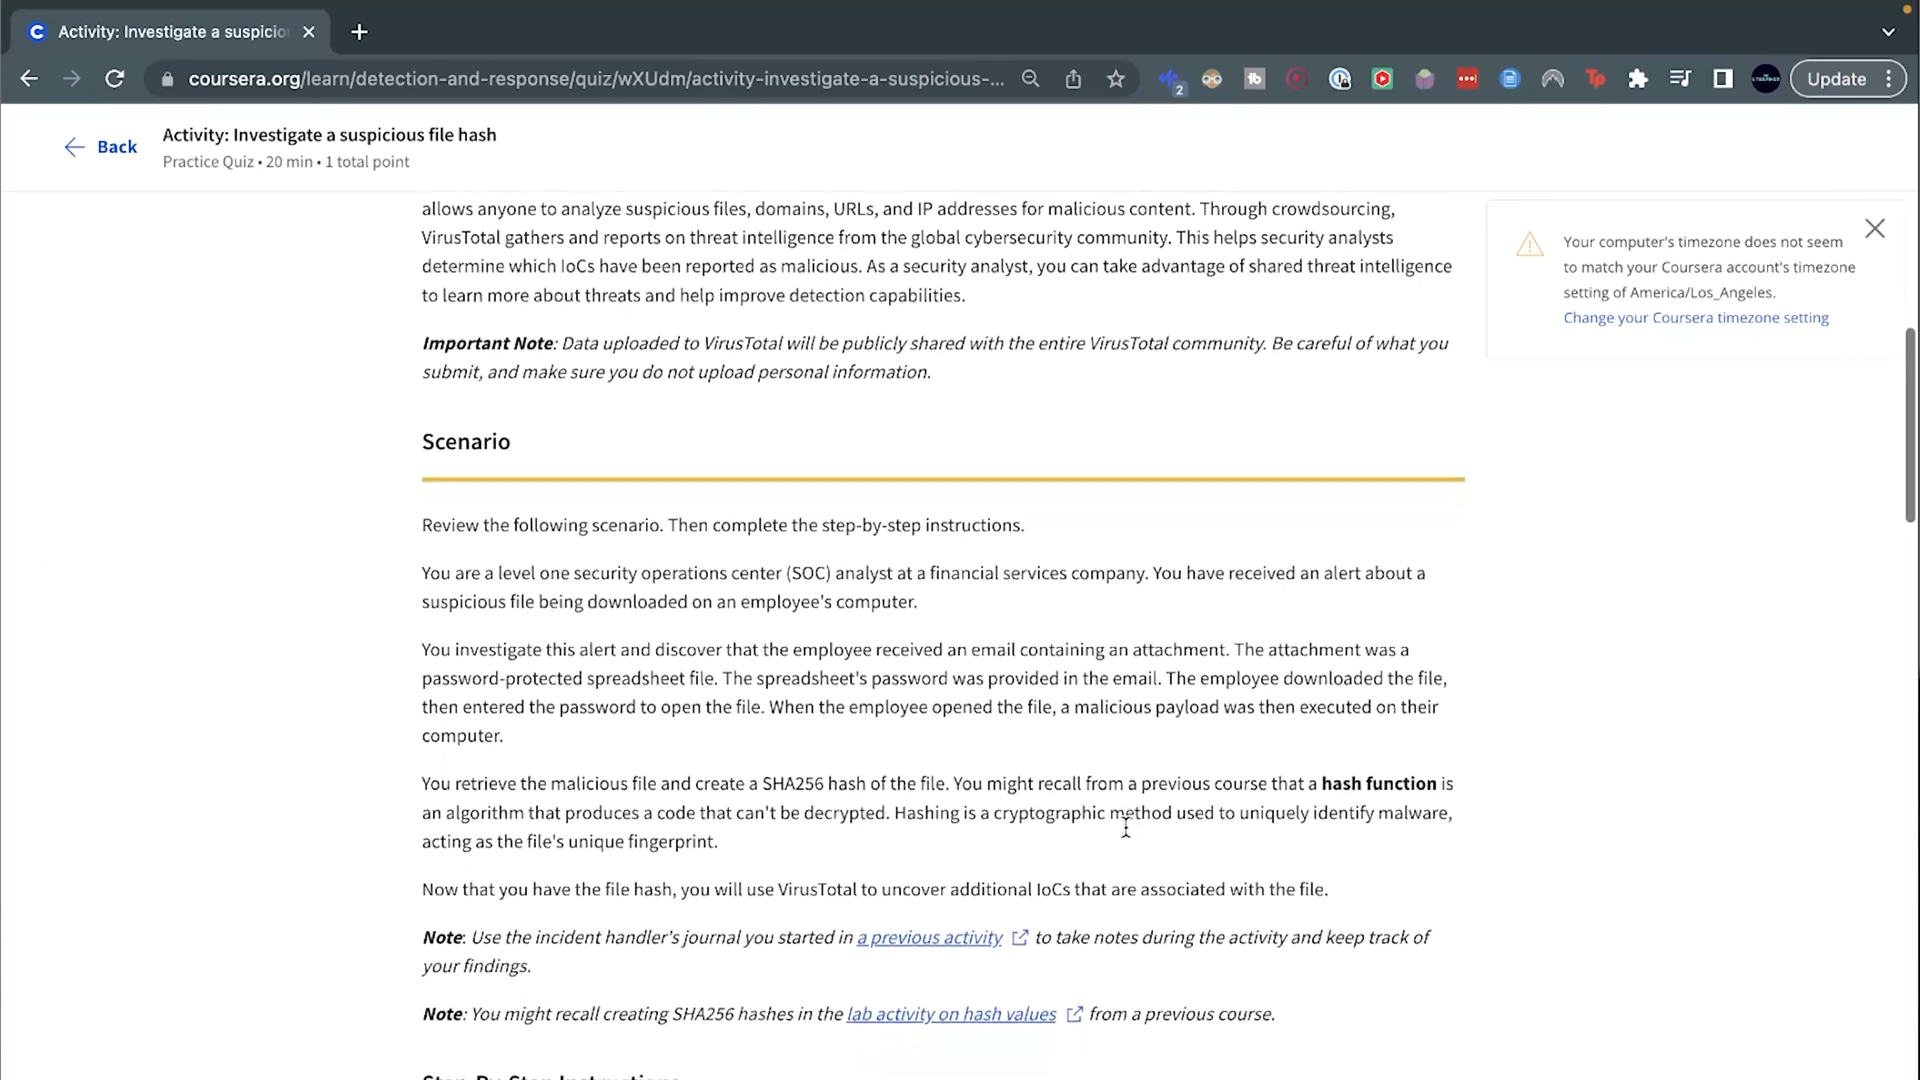 Activity: Investigate a suspicio
coursera.org/learn/detection-and-response/quiz/wXUdm/activity-investigate-a-suspicious-...
2
Update
Back
Activity: Investigate a suspicious file hash
Practice Quiz • 20 min • 1 total point
allows anyone to analyze suspicious files, domains, URLs, and IP addresses for malicious content. Through crowdsourcing,
VirusTotal gathers and reports on threat intelligence from the global cybersecurity community. This helps security analysts
determine which IoCs have been reported as malicious. As a security analyst, you can take advantage of shared threat intelligence
to learn more about threats and help improve detection capabilities.
Important Note: Data uploaded to VirusTotal will be publicly shared with the entire VirusTotal community. Be careful of what you
submit, and make sure you do not upload personal information.
Your computer's timezone does not seem
to match your Coursera account's timezone
setting of America/Los_Angeles.
Change your Coursera timezone setting
Scenario
Review the following scenario. Then complete the step-by-step instructions.
You are a level one security operations center (SOC) analyst at a financial services company. You have received an alert about a
suspicious file being downloaded on an employee's computer.
You investigate this alert and discover that the employee received an email containing an attachment. The attachment was a
password-protected spreadsheet file. The spreadsheet's password was provided in the email. The employee downloaded the file,
then entered the password to open the file. When the employee opened the file, a malicious payload was then executed on their
computer.
You retrieve the malicious file and create a SHA256 hash of the file. You might recall from a previous course that a hash function is
an algorithm that produces a code that can't be decrypted. Hashing is a cryptographic method used to uniquely identify malware,
acting as the file's unique fingerprint.
Now that you have the file hash, you will use VirusTotal to uncover additional IoCs that are associated with the file.
Note: Use the incident handler's journal you started in a previous activity to take notes during the activity and keep track of
your findings.
Note: You might recall creating SHA256 hashes in the lab activity on hash values from a previous course.
Step-By-Step Instructions